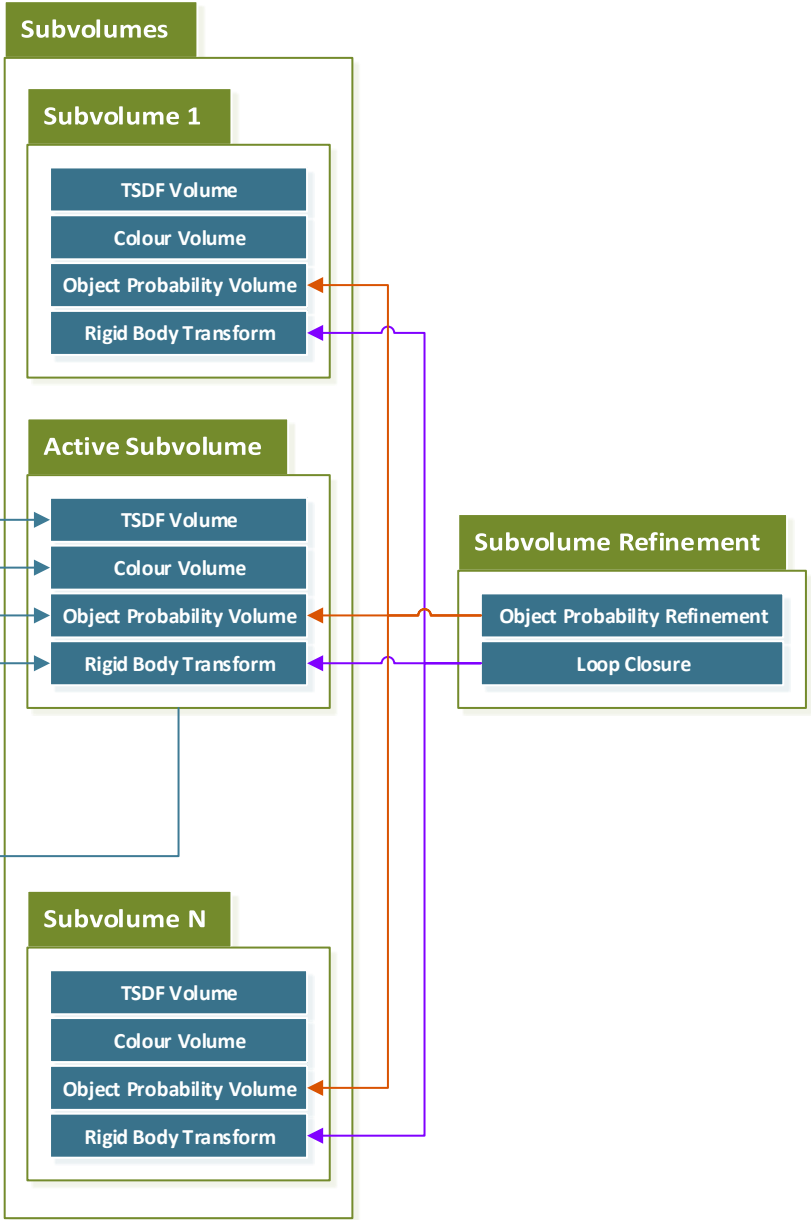 Subvolumes
Subvolume 1
TSDF Volume
Colour Volume
Object Probability Volume
Rigid Body Transform
Active Subvolume
TSDF Volume
Colour Volume
Object Probability Volume
Rigid Body Transform
Subvolume Refinement
Object Probability Refinement
Loop Closure
Subvolume N
TSDF Volume
Colour Volume
Object Probability Volume
Rigid Body Transform